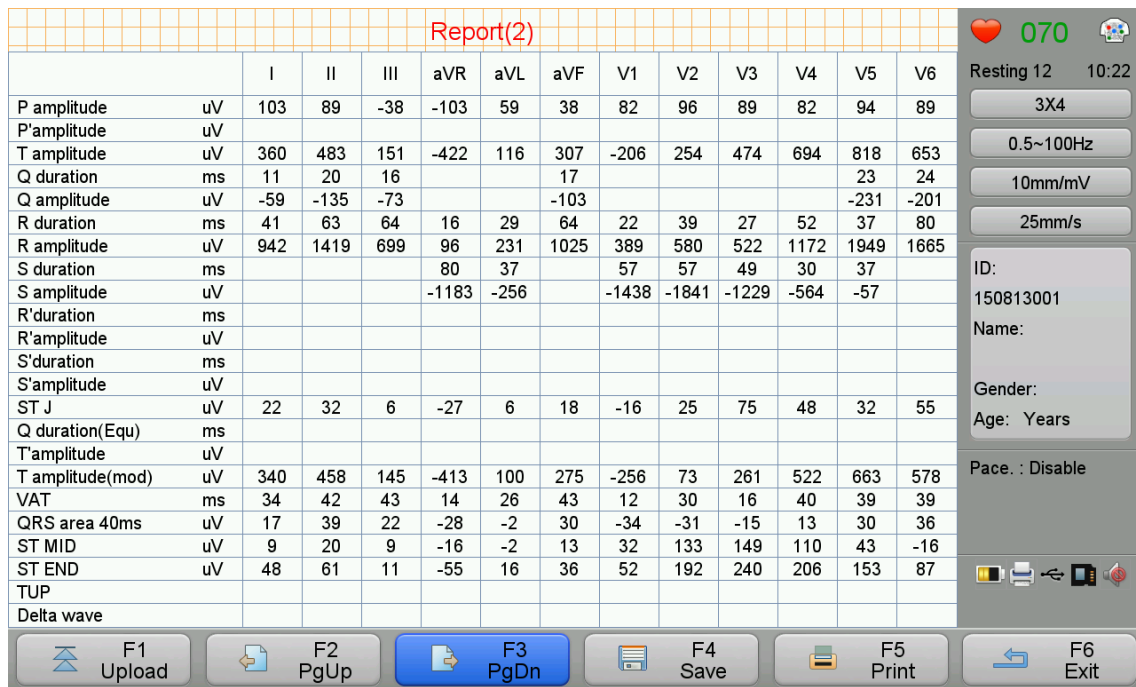 Report(2)
I II III aVR aVL aVF V1 V2 V3 V4 V5 V6
P amplitude uV 103 89 -38 -103 59 38 82 96 89 82 94 89
P'amplitude uV
T amplitude uV 360 483 151 -422 116 307 -206 254 474 694 818 653
Q duration ms 11 20 16 17 23 24
Q amplitude uV -59 -135 -73 -103 -231 -201
R duration ms 41 63 64 16 29 64 22 39 27 52 37 80
R amplitude uV 942 1419 699 96 231 1025 389 580 522 1172 1949 1665
S duration ms 80 37 57 57 49 30 37
S amplitude uV -1183 -256 -1438 -1841 -1229 -564 -57
R'duration ms
R'amplitude uV
S'duration ms
S'amplitude uV
ST J uV 22 32 6 -27 6 18 -16 25 75 48 32 55
Q duration(Equ) ms
T'amplitude uV
T amplitude(mod) uV 340 458 145 -413 100 275 -256 73 261 522 663 578
VAT ms 34 42 43 14 26 43 12 30 16 40 39 39
QRS area 40ms uV 17 39 22 -28 -2 30 -34 -31 -15 13 30 36
ST MID uV 9 20 9 -16 -2 13 32 133 149 110 43 -16
ST END uV 48 61 11 -55 16 36 52 192 240 206 153 87
TUP
Delta wave
070
Resting 12 10:22
3X4
0.5~100Hz
10mm/mV
25mm/s
ID:
150813001
Name:
Gender:
Age: Years
Pace. : Disable
F1 Upload
F2 PgUp
F3 PgDn
F4 Save
F5 Print
F6 Exit